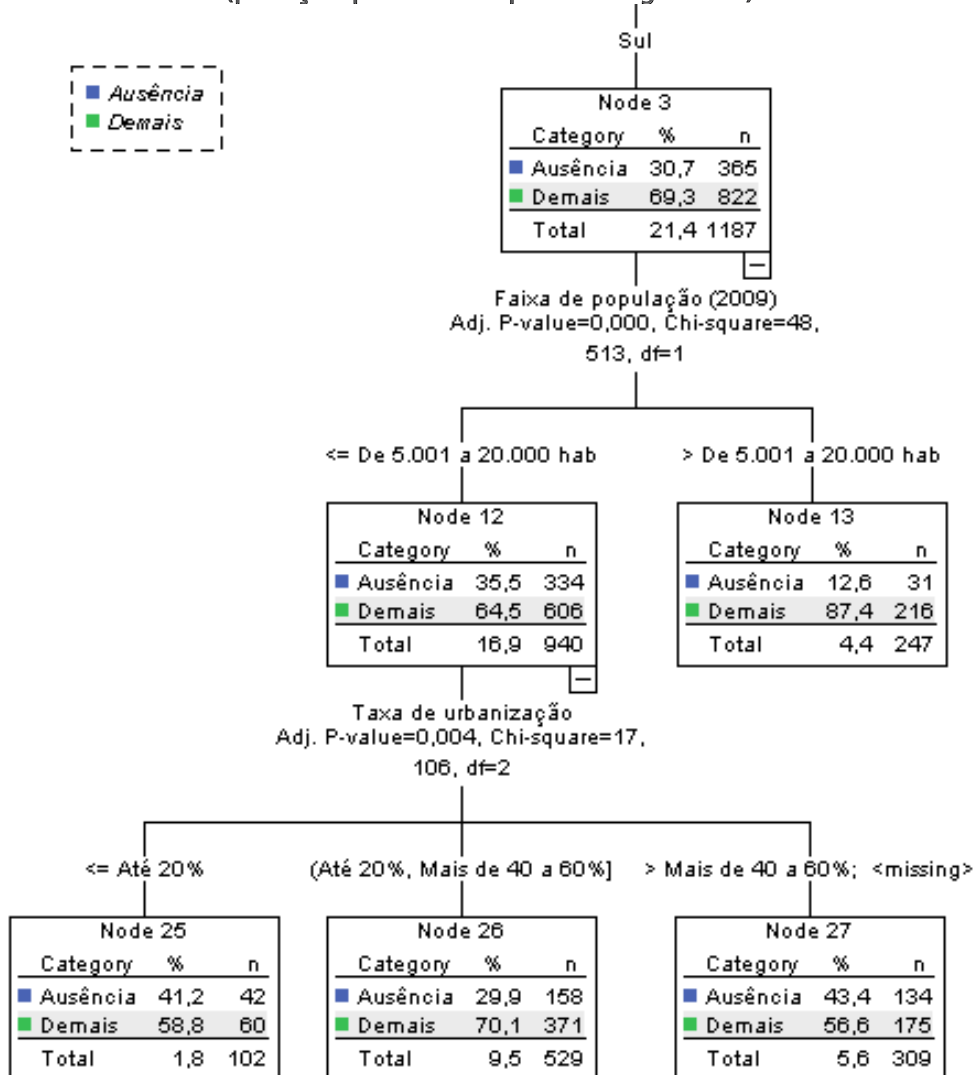 Sul
Ausência
Demais
Node 3
Category % n
Ausência 30,7 365
Demais 69,3 822
Total 21,4 1187
Faixa de população (2009)
Adj. P-value=0,000, Chi-square=48,
513, df=1
<= De 5.001 a 20.000 hab
> De 5.001 a 20.000 hab
Node 12
Category % n
Ausência 35,5 334
Demais 64,5 606
Total 16,9 940
Node 13
Category % n
Ausência 12,6 31
Demais 87,4 216
Total 4,4 247
Taxa de urbanização
Adj. P-value=0,004, Chi-square=17,
106, df=2
<= Até 20%
(Até 20%, Mais de 40 a 60%]
> Mais de 40 a 60%; <missing>
Node 25
Category % n
Ausência 41,2 42
Demais 58,8 60
Total 1,8 102
Node 26
Category % n
Ausência 29,9 158
Demais 70,1 371
Total 9,5 529
Node 27
Category % n
Ausência 43,4 134
Demais 56,6 175
Total 5,6 309